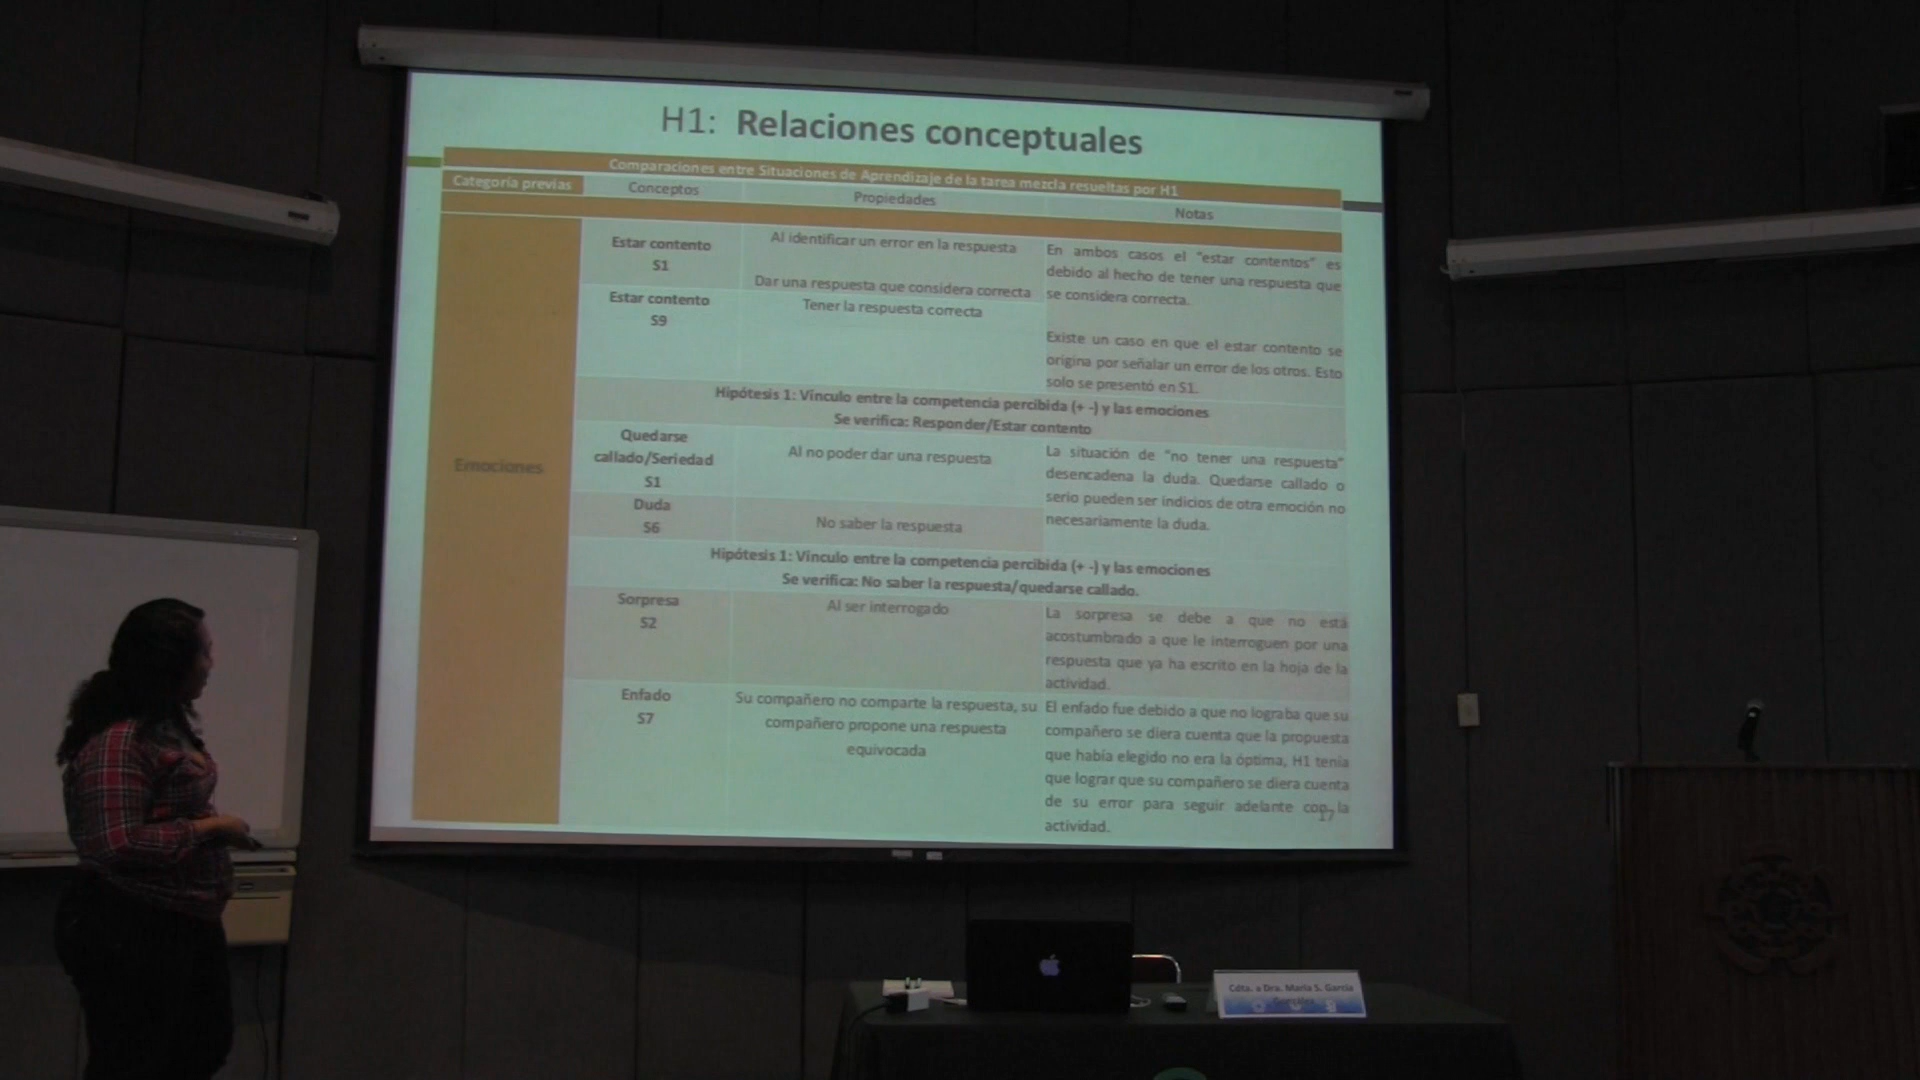 H1: Relaciones conceptuales
Comparaciones entre Situaciones de Aprendizaje de la tarea mezcla resueltas por H1
Categoría previas
Conceptos
Propiedades
Notas
Emociones
Estar contento
S1
Al identificar un error en la respuesta
Dar una respuesta que considera correcta
Estar contento
S9
Tener la respuesta correcta
En ambos casos el "estar contentos" es
debido al hecho de tener una respuesta que
se considera correcta.
Existe un caso en que el estar contento se
origina por señalar un error de los otros. Esto
solo se presentó en S1.
Hipótesis 1: Vínculo entre la competencia percibida (+ -) y las emociones
Se verifica: Responder/Estar contento
Quedarse
callado/Seriedad
S1
Al no poder dar una respuesta
Duda
S6
No saber la respuesta
La situación de "no tener una respuesta"
desencadena la duda. Quedarse callado o
serio pueden ser indicios de otra emoción no
necesariamente la duda.
Hipótesis 1: Vínculo entre la competencia percibida (+ -) y las emociones
Se verifica: No saber la respuesta/quedarse callado.
Sorpresa
S2
Al ser interrogado
La sorpresa se debe a que no está
acostumbrado a que le interroguen por una
respuesta que ya ha escrito en la hoja de la
actividad.
Enfado
S7
Su compañero no comparte la respuesta, su
compañero propone una respuesta
equivocada
El enfado fue debido a que no lograba que su
compañero se diera cuenta que la propuesta
que había elegido no era la óptima, H1 tenía
que lograr que su compañero se diera cuenta
de su error para seguir adelante con la
actividad.
17
Cdta. a Dra. María S. García
González